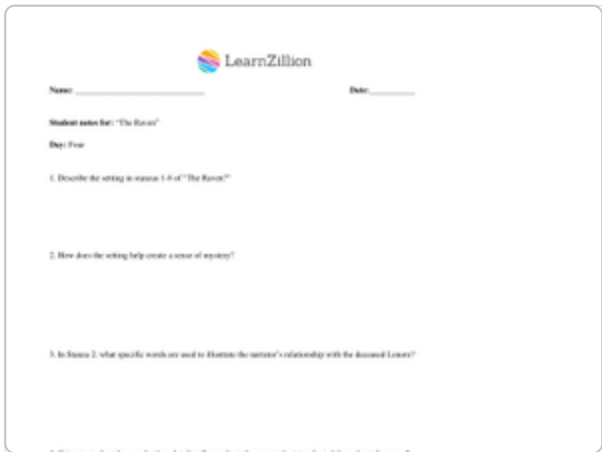 LearnZillion
Name: ____________________ Date:________
Student notes for: "The Raven"
Day: Four
1. Describe the setting in stanzas 1-8 of "The Raven?"
2. How does the setting help create a sense of mystery?
3. In Stanza 2, what specific words are used to illustrate the narrator's relationship with the deceased Lenore?